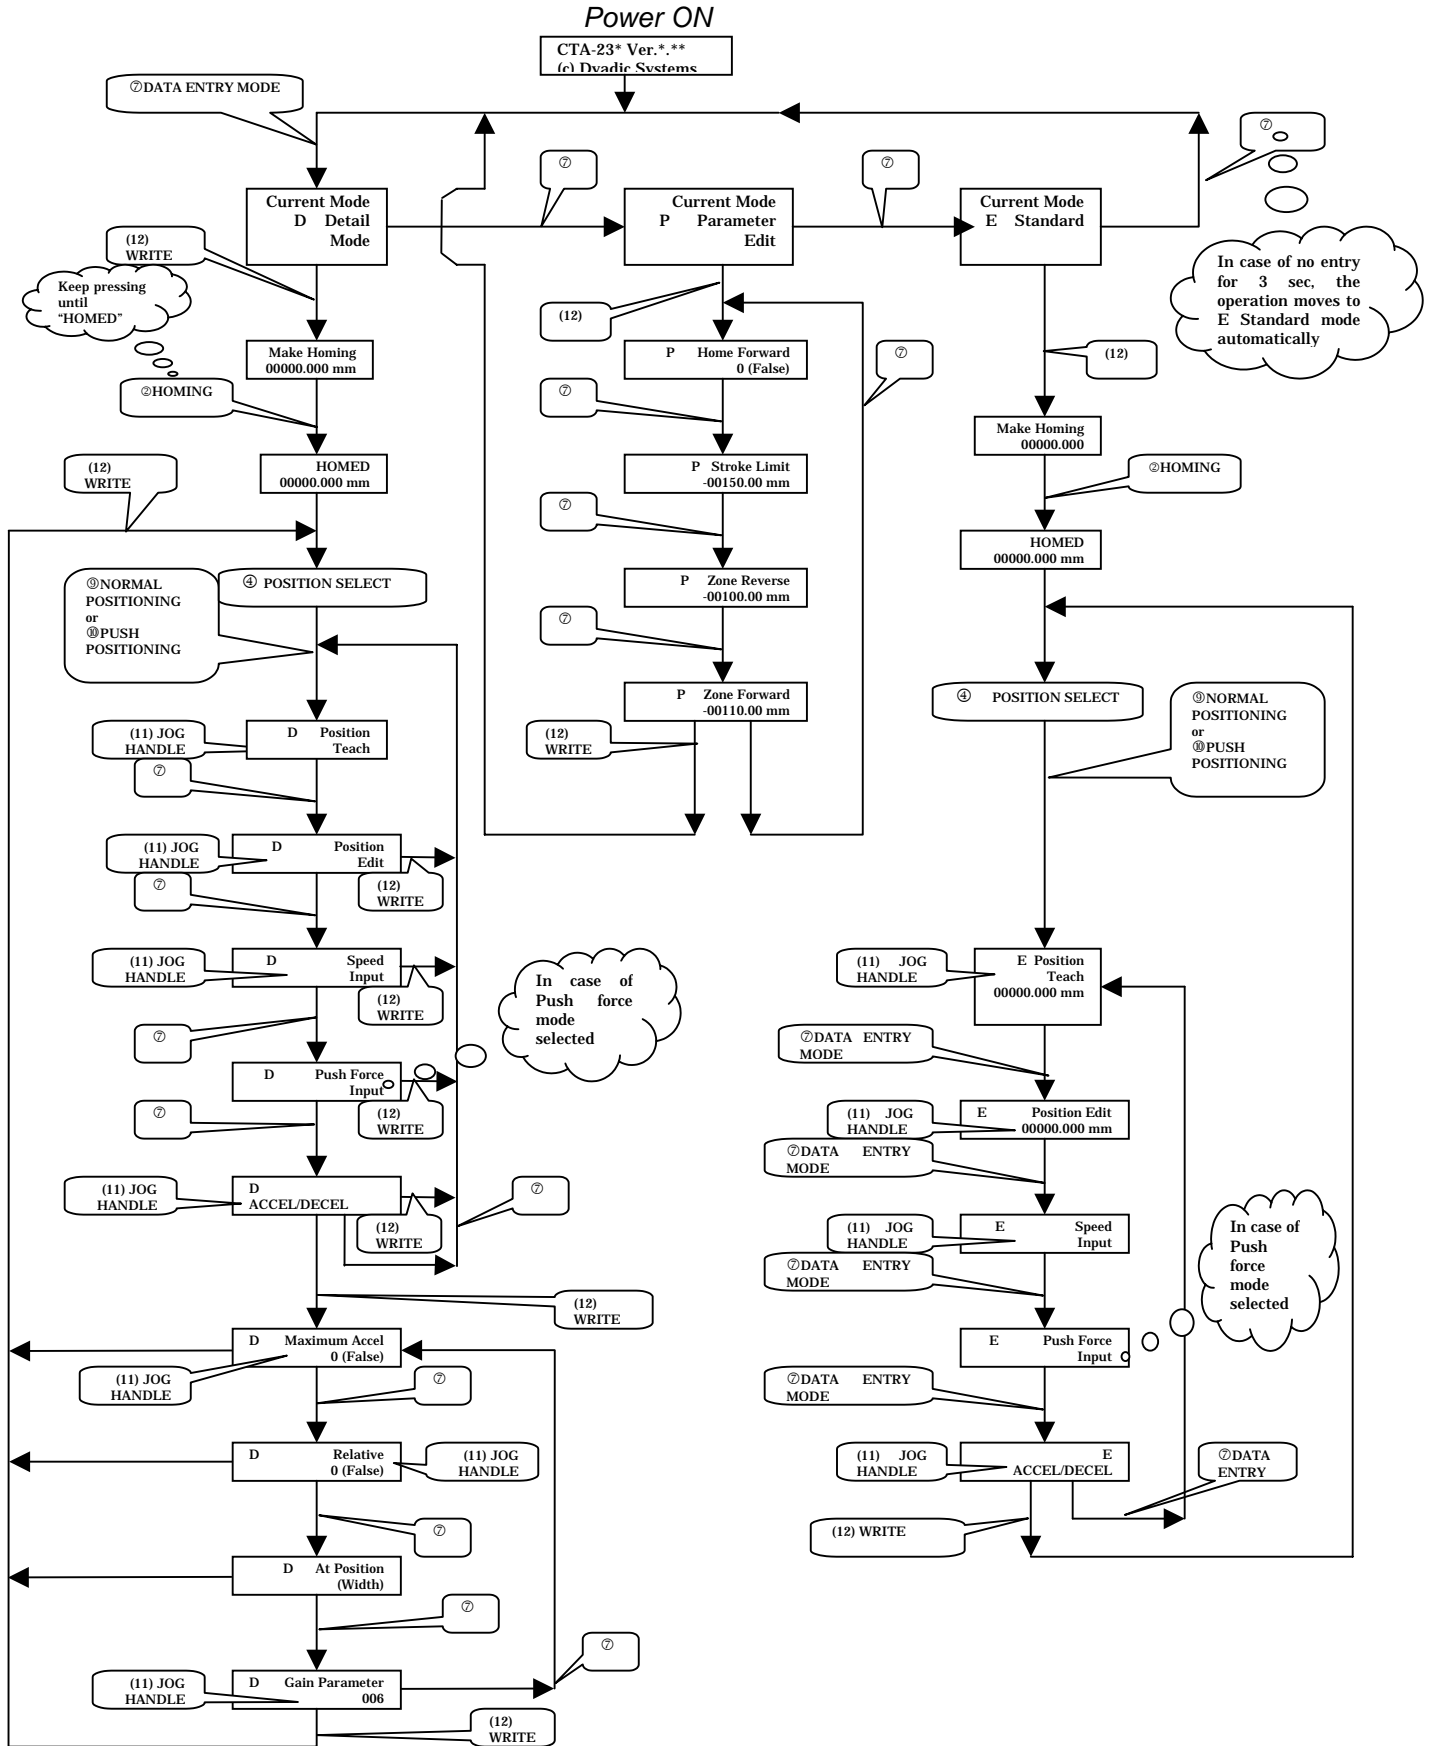 Power ON
CTA-23* Ver.*.**
(c) Dyadic Systems
⑦DATA ENTRY MODE
⑦
⑦
⑦
Current Mode
D Detail
Mode
Current Mode
P Parameter
Edit
Current Mode
E Standard
In case of no entry
for 3 sec, the
operation moves to
E Standard mode
automatically
(12)
WRITE
Keep pressing
until
“HOMED”
Make Homing
00000.000 mm
②HOMING
HOMED
00000.000 mm
(12)
WRITE
④ POSITION SELECT
⑨NORMAL
POSITIONING
or
⑩PUSH
POSITIONING
D Position
Teach
(11) JOG
HANDLE
⑦
D Position
Edit
(11) JOG
HANDLE
(12)
WRITE
⑦
D Speed
Input
(11) JOG
HANDLE
(12)
WRITE
⑦
In case of
Push force
mode
selected
D Push Force
Input
(12)
WRITE
⑦
D
ACCEL/DECEL
(11) JOG
HANDLE
(12)
WRITE
⑦
(12)
WRITE
D Maximum Accel
0 (False)
(11) JOG
HANDLE
⑦
D Relative
0 (False)
(11) JOG
HANDLE
⑦
D At Position
(Width)
⑦
⑦
D Gain Parameter
006
(11) JOG
HANDLE
(12)
WRITE
(12)
P Home Forward
0 (False)
⑦
⑦
P Stroke Limit
-00150.00 mm
⑦
P Zone Reverse
-00100.00 mm
⑦
P Zone Forward
-00110.00 mm
(12)
WRITE
(12)
Make Homing
00000.000
②HOMING
HOMED
00000.000 mm
④ POSITION SELECT
⑨NORMAL
POSITIONING
or
⑩PUSH
POSITIONING
E Position
Teach
00000.000 mm
(11) JOG
HANDLE
⑦DATA ENTRY
MODE
E Position Edit
00000.000 mm
(11) JOG
HANDLE
⑦DATA ENTRY
MODE
E Speed
Input
(11) JOG
HANDLE
⑦DATA ENTRY
MODE
In case of
Push
force
mode
selected
E Push Force
Input
⑦DATA ENTRY
MODE
E
ACCEL/DECEL
(11) JOG
HANDLE
⑦DATA
ENTRY
(12) WRITE